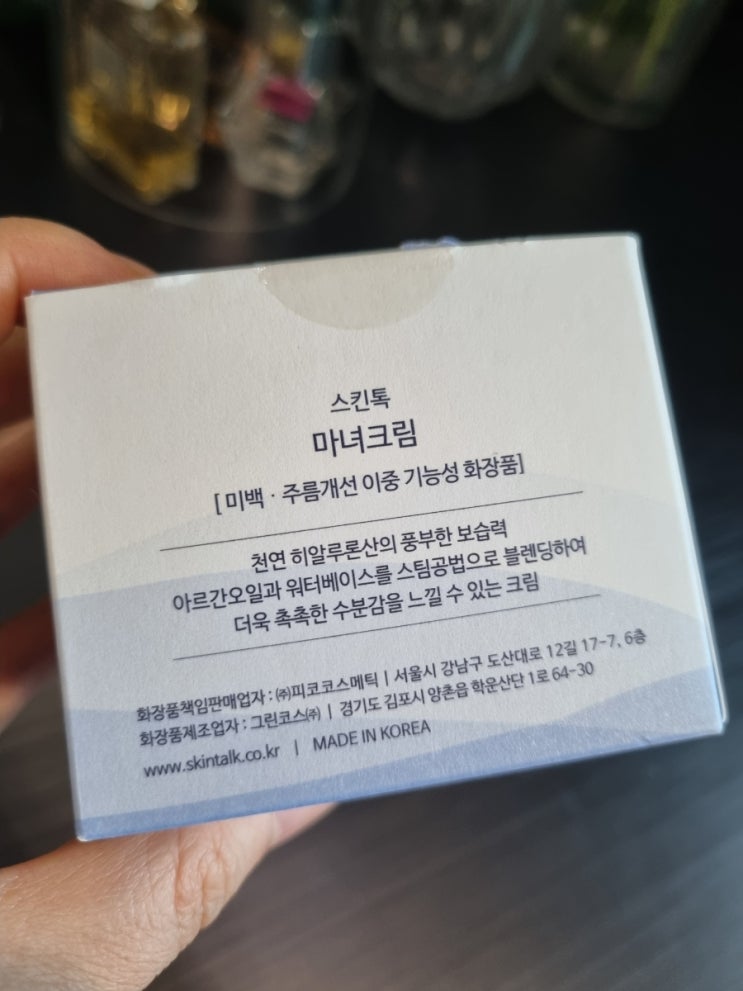 스킨톡
마녀크림
[ 미백 · 주름개선 이중 기능성 화장품]
천연 히알루론산의 풍부한 보습력
아르간오일과 워터베이스를 스팀공법으로 블렌딩하여
더욱 촉촉한 수분감을 느낄 수 있는 크림
화장품책임판매업자 : ㈜피코코스메틱 | 서울시 강남구 도산대로 12길 17-7, 6층
화장품제조업자 : 그린코스㈜ | 경기도 김포시 양촌읍 학운산단 1로 64-30
www.skintalk.co.kr | MADE IN KOREA